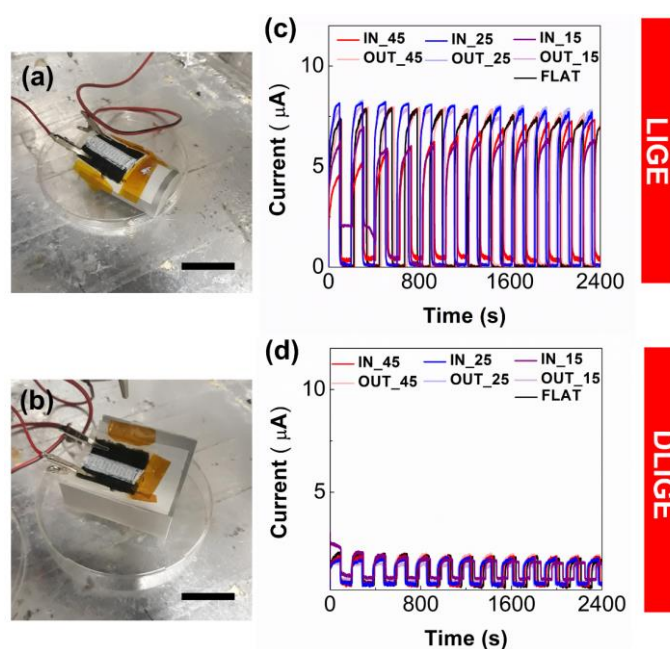 (a)
(b)
(c)
IN_45 IN_25 IN_15
OUT_45 OUT_25 OUT_15
FLAT
10
5
0
Current ( μA)
0 800 1600 2400
Time (s)
LIGE
(d)
IN_45 IN_25 IN_15
OUT_45 OUT_25 OUT_15
FLAT
10
5
Current ( μA)
0 800 1600 2400
Time (s)
DLIGE